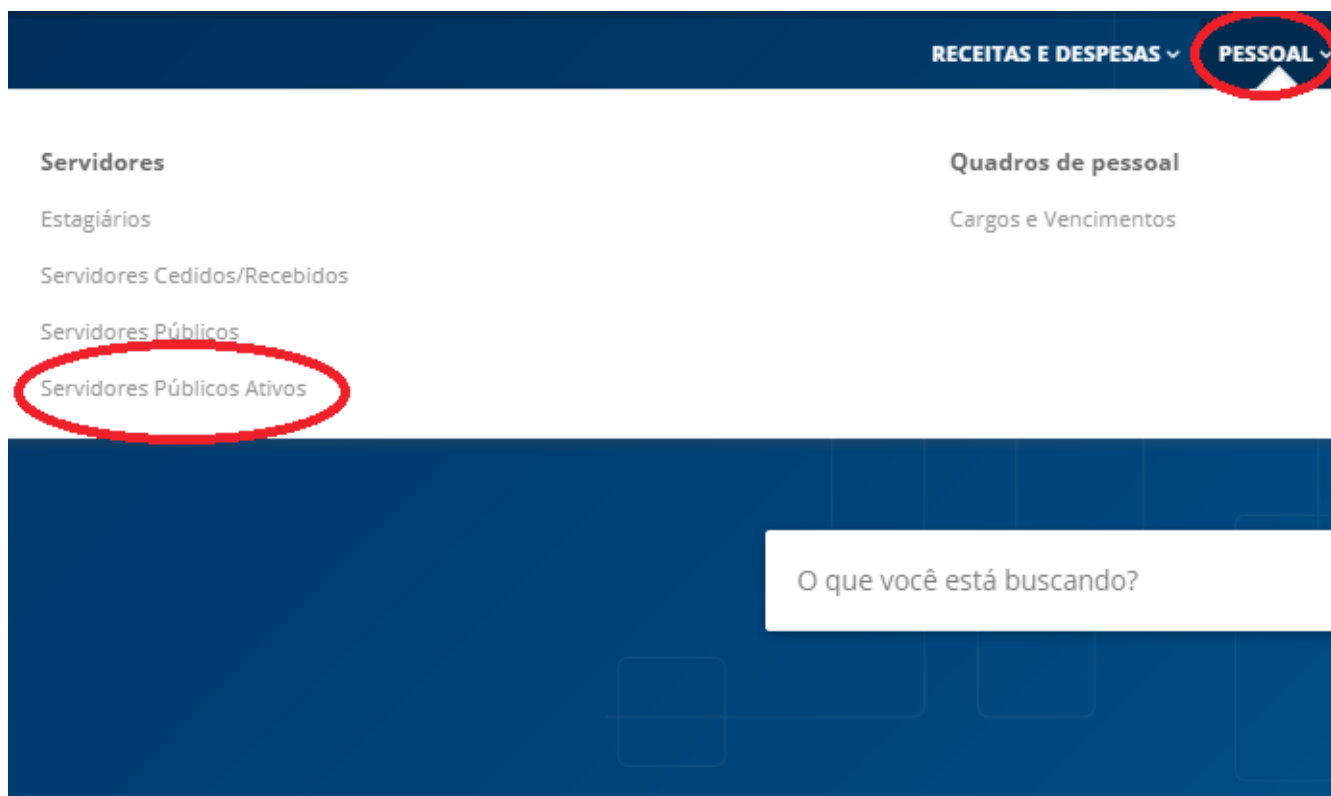 RECEITAS E DESPESAS PESSOAL
Servidores
Estagiários
Servidores Cedidos/Recebidos
Servidores Públicos
Servidores Públicos Ativos
Quadros de pessoal
Cargos e Vencimentos
O que você está buscando?